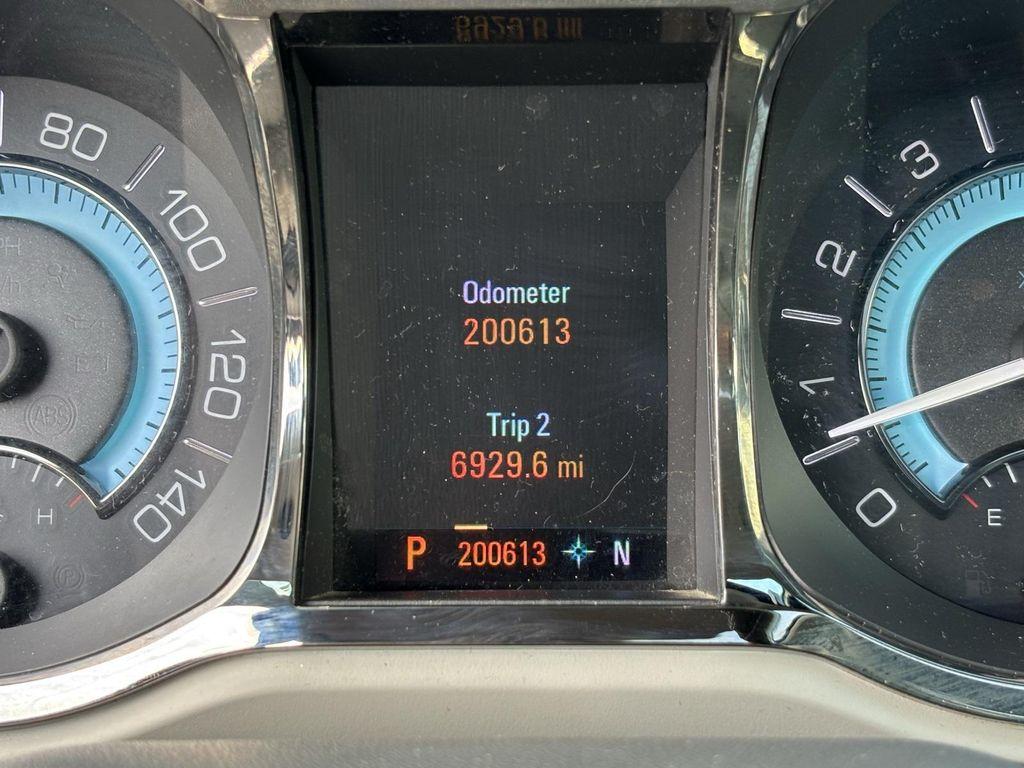 80
100
120
140
ABS
H
Odometer
200613
Trip 2
6929.6 mi
P 200613 N
3
2
1
0
E